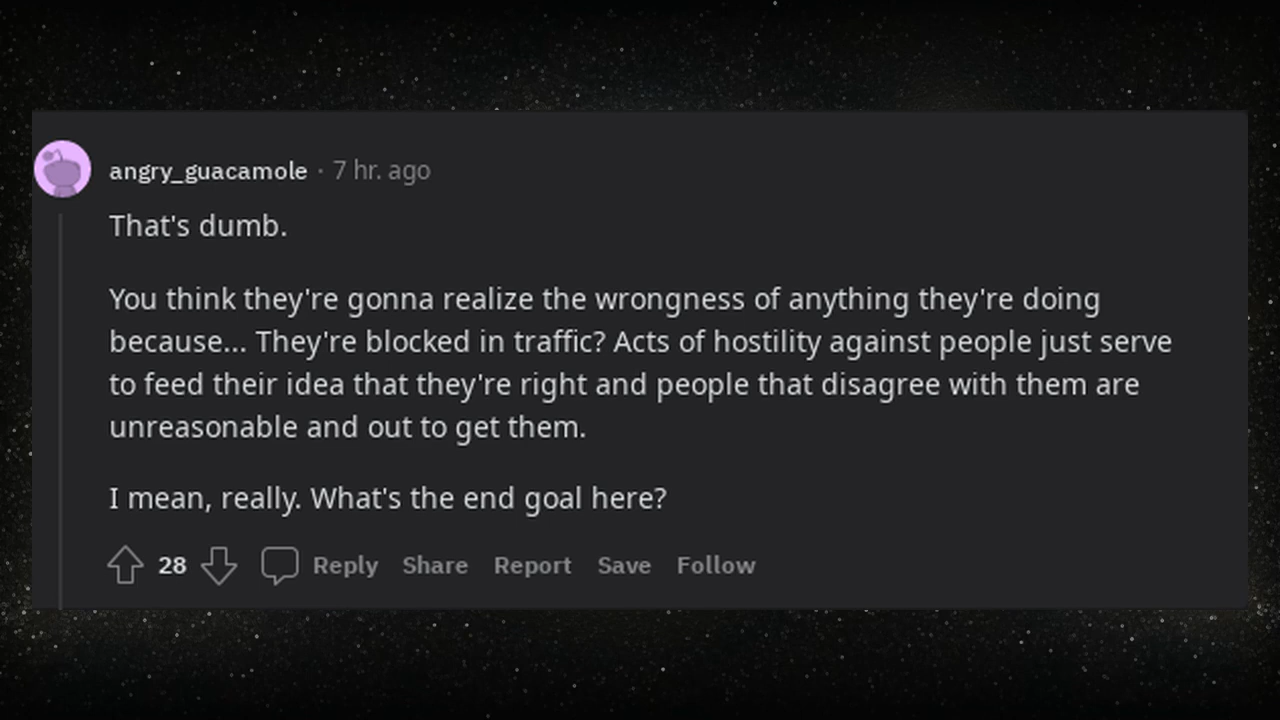 angry_guacamole · 7 hr. ago
That's dumb.
You think they're gonna realize the wrongness of anything they're doing
because... They're blocked in traffic? Acts of hostility against people just serve
to feed their idea that they're right and people that disagree with them are
unreasonable and out to get them.
I mean, really. What's the end goal here?
28 Reply Share Report Save Follow